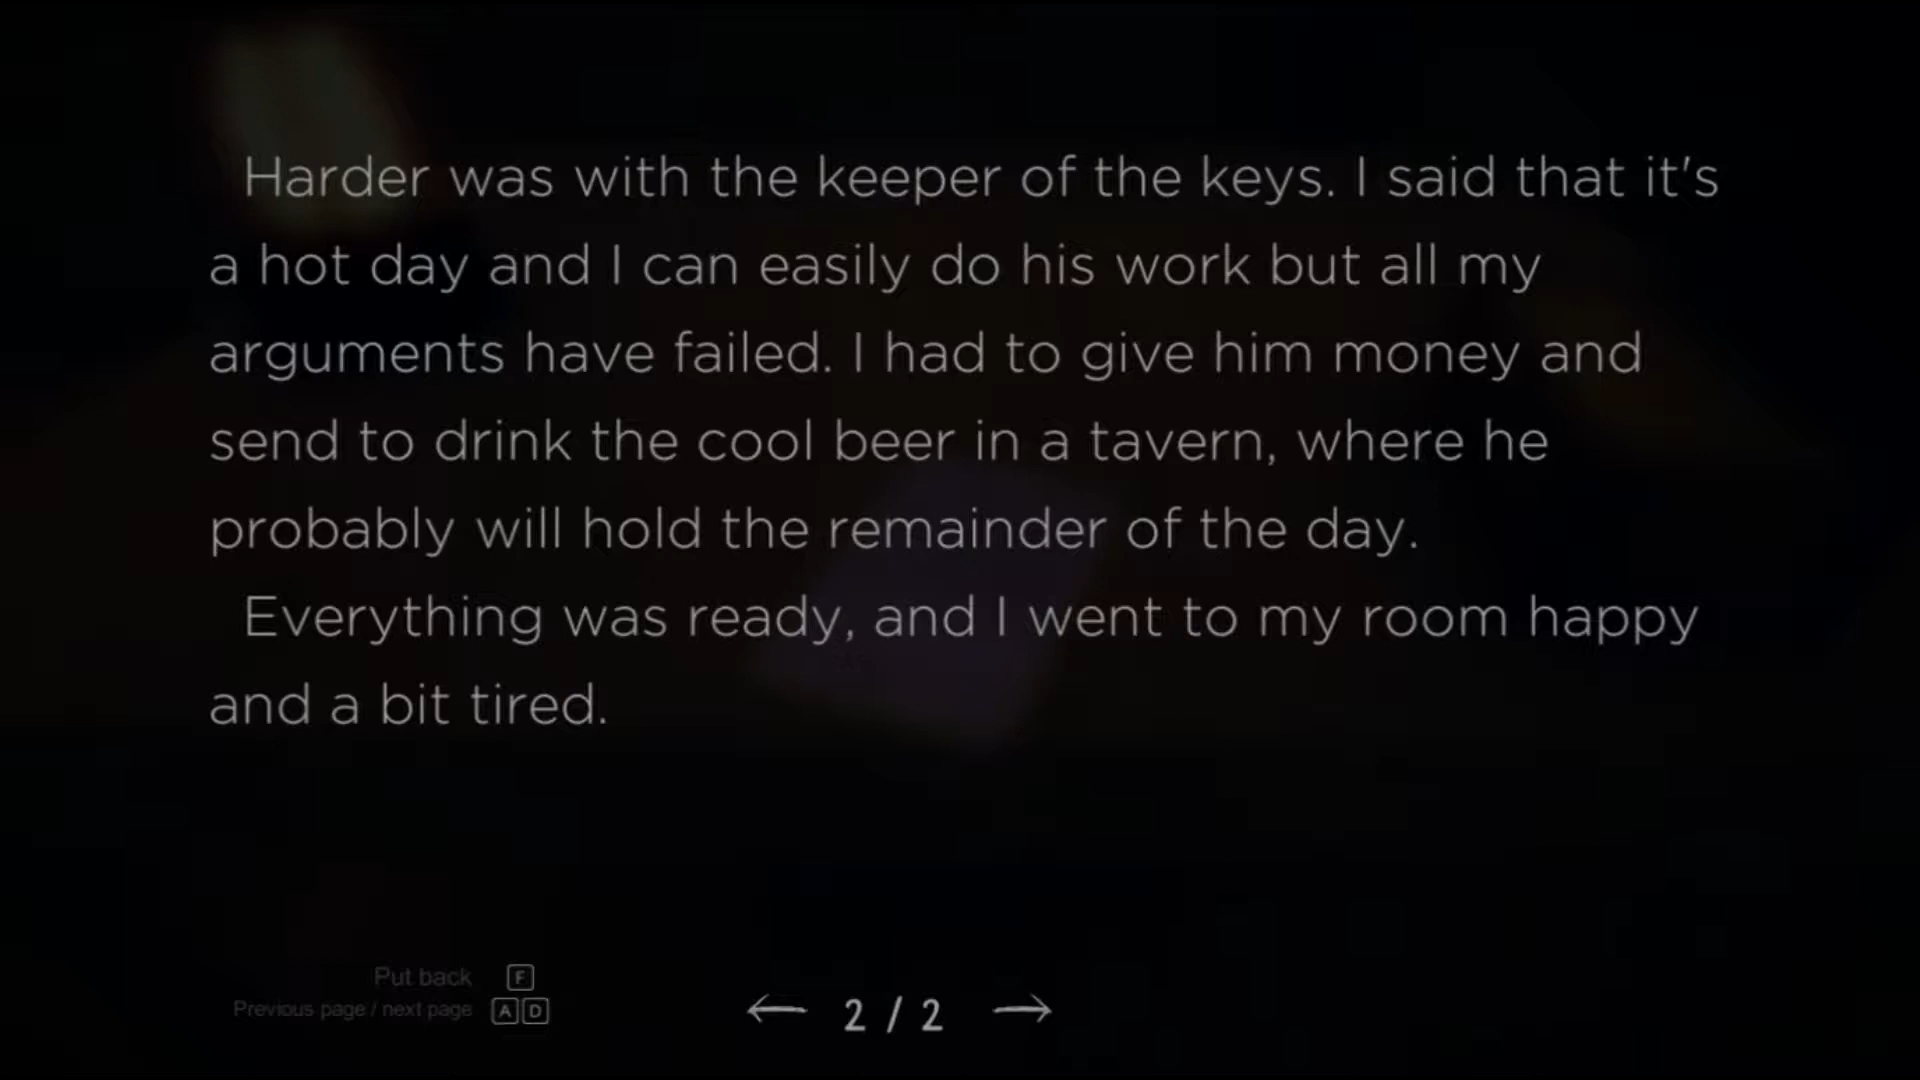 Harder was with the keeper of the keys. I said that it's
a hot day and I can easily do his work but all my
arguments have failed. I had to give him money and
send to drink the cool beer in a tavern, where he
probably will hold the remainder of the day.
Everything was ready, and I went to my room happy
and a bit tired.
Put back F
Previous page / next page A D
← 2 / 2 →